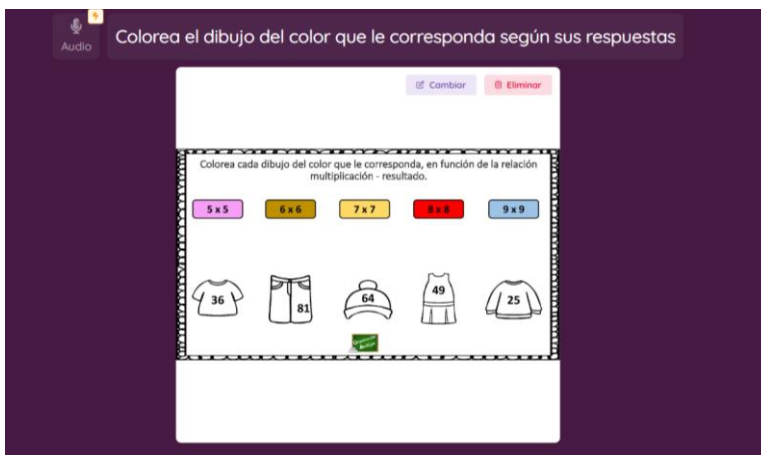 Audio
Colorea el dibujo del color que le corresponda según sus respuestas
Cambiar
Eliminar
Colorea cada dibujo del color que le corresponda, en función de la relación
multiplicación - resultado.
5 x 5
6 x 6
7 x 7
8 x 8
9 x 9
36
81
64
49
25